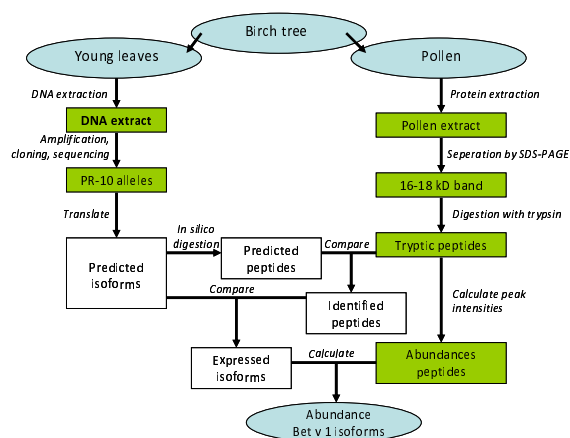 Birch tree
Young leaves
Pollen
DNA extraction
Protein extraction
DNA extract
Pollen extract
Amplification,
cloning, sequencing
Seperation by SDS-PAGE
PR-10 alleles
16-18 kD band
Translate
Digestion with trypsin
In silico
digestion
Predicted
peptides
Compare
Tryptic peptides
Predicted
isoforms
Compare
Identified
peptides
Calculate peak
intensities
Expressed
isoforms
Calculate
Abundances
peptides
Abundance
Bet v 1 isoforms